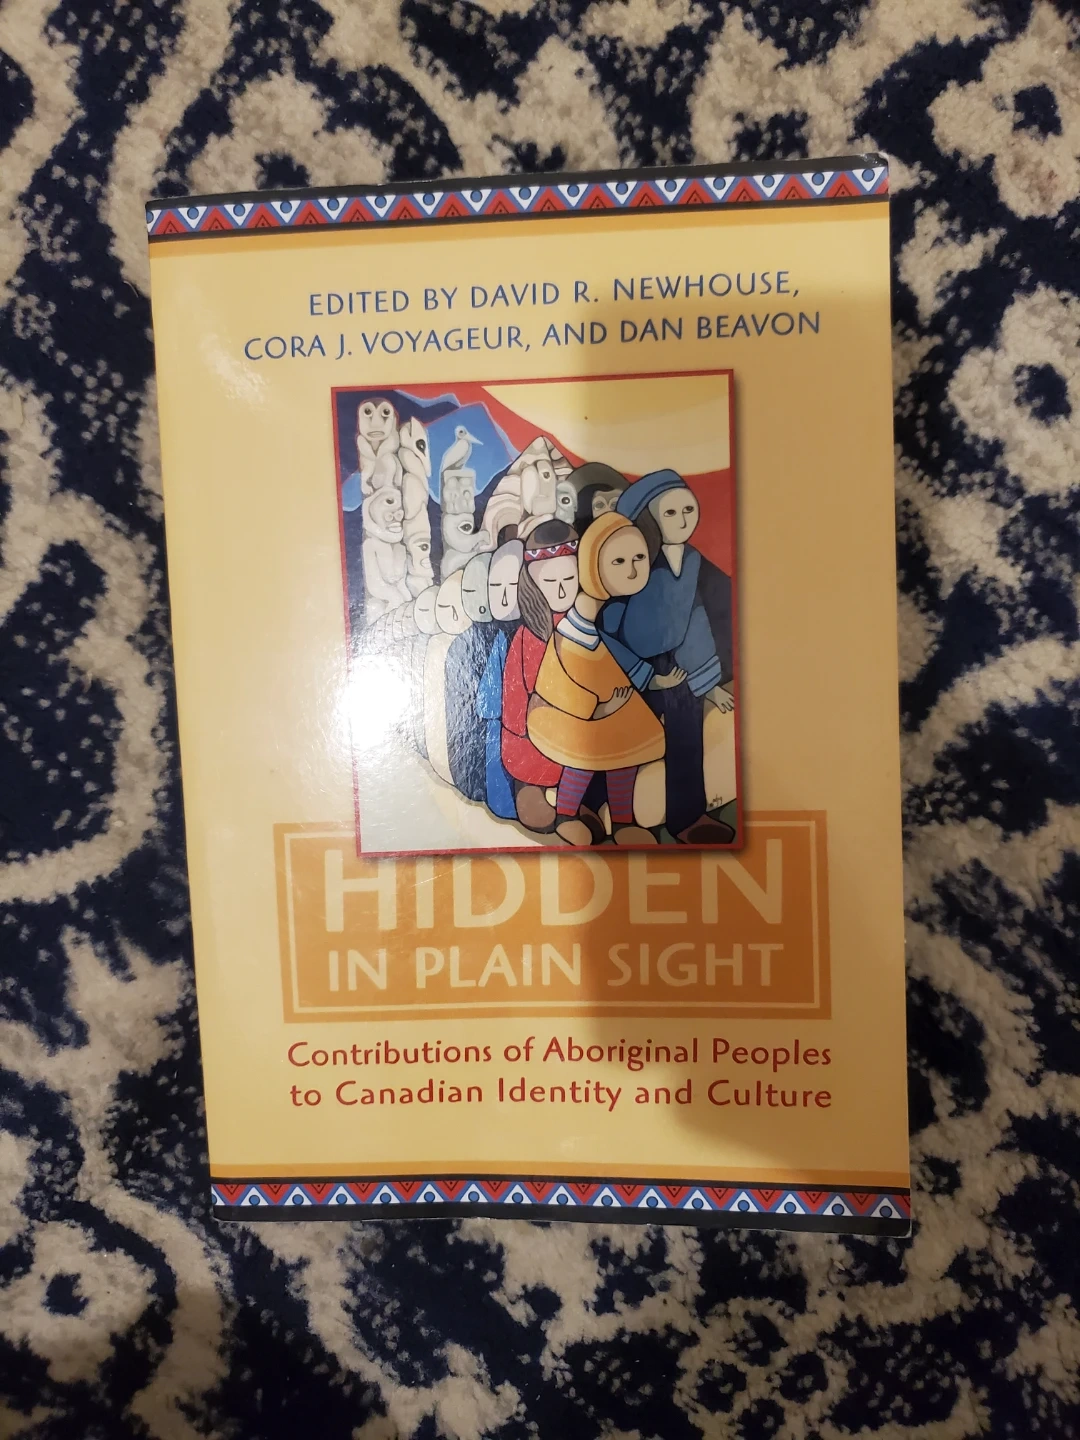 EDITED BY DAVID R. NEWHOUSE,
CORA J. VOYAGEUR, AND DAN BEAVON
HIDDEN
IN PLAIN SIGHT
Contributions of Aboriginal Peoples
to Canadian Identity and Culture